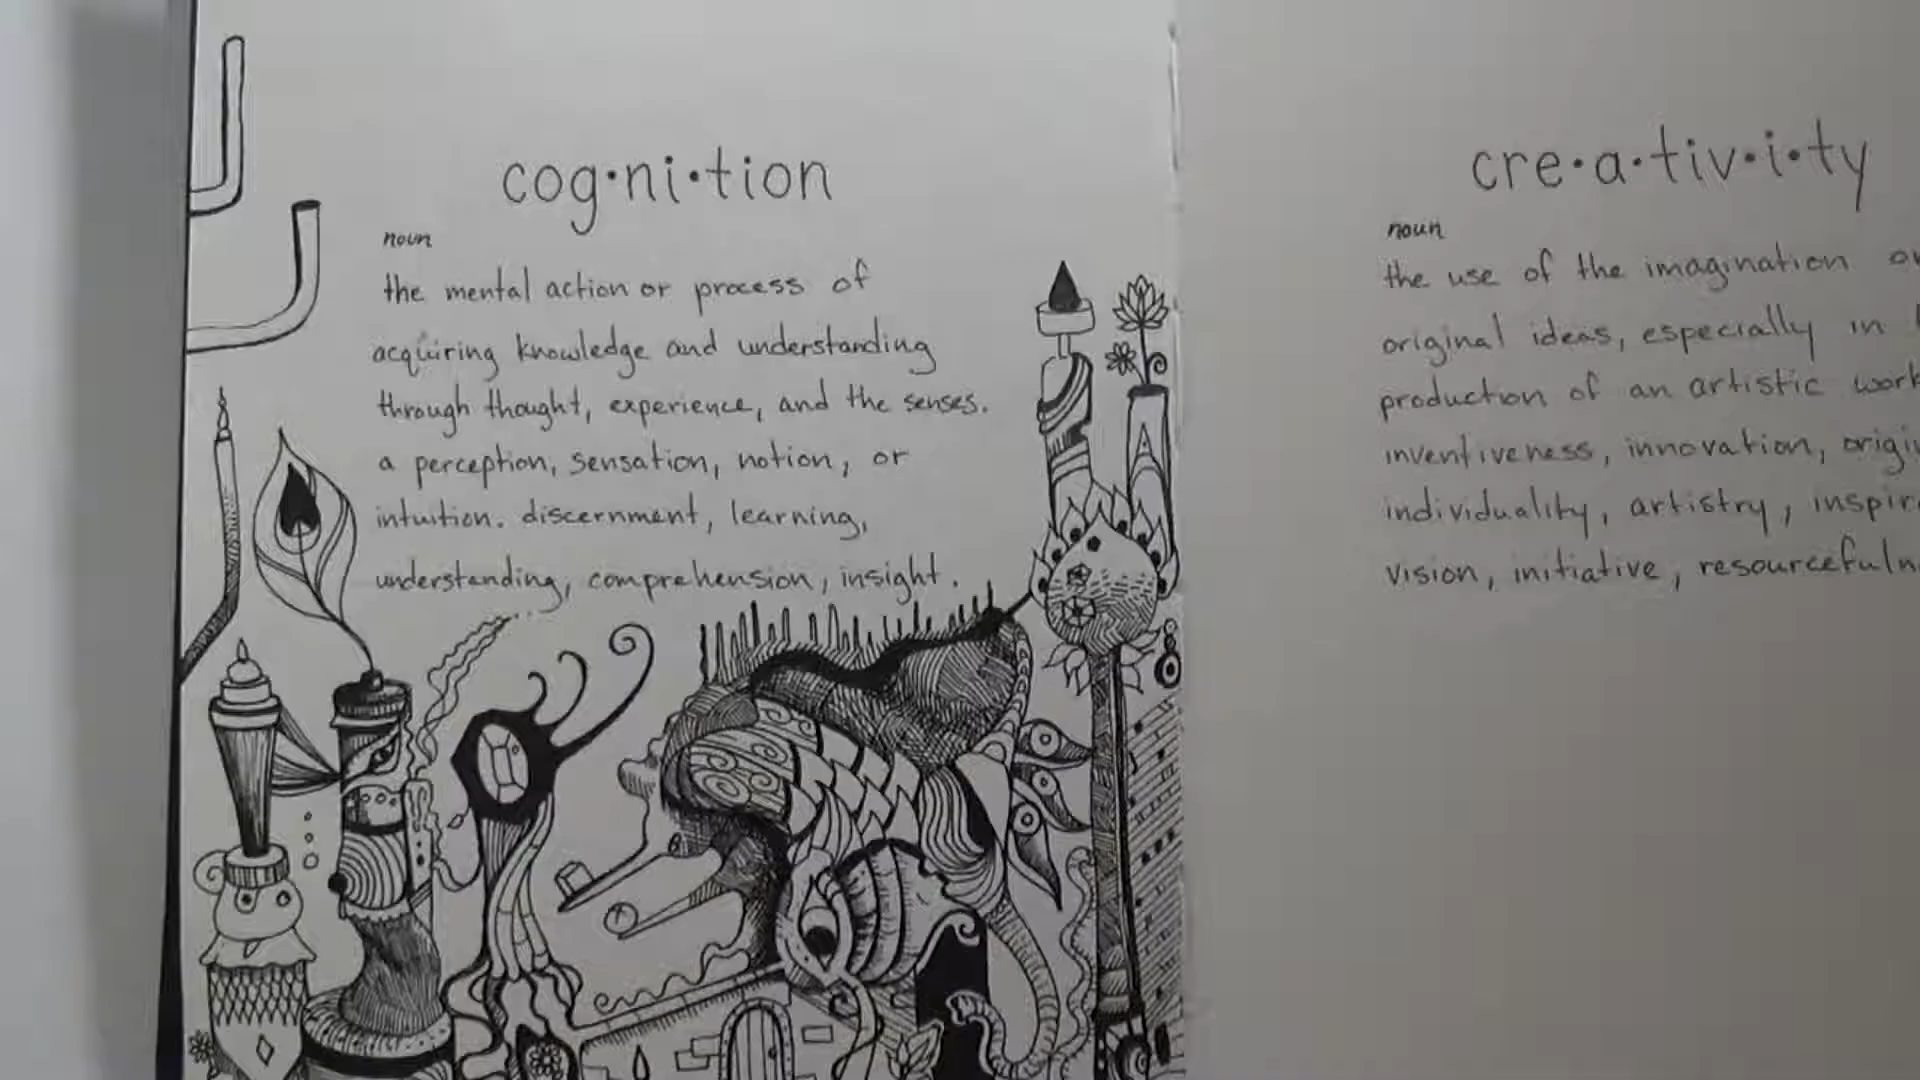 cog·ni·tion
noun
the mental action or process of
acquiring knowledge and understanding
through thought, experience, and the senses.
a perception, sensation, notion, or
intuition. discernment, learning,
understanding, comprehension, insight.
cre·a·tiv·i·ty
noun
the use of the imagination
original ideas, especially in
production of an artistic
inventiveness, innovation,
individuality, artistry,
vision, initiative,